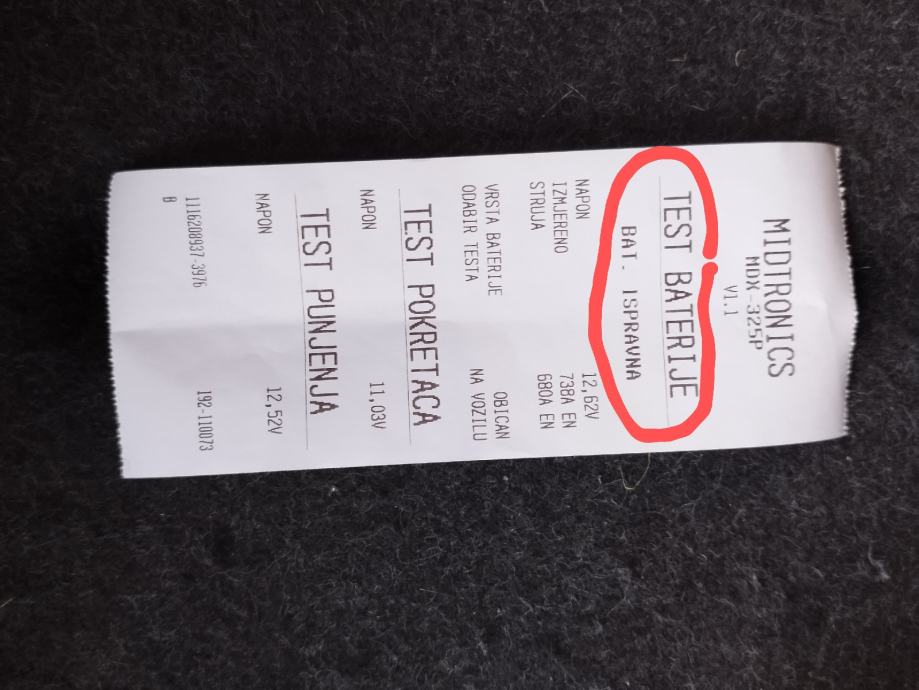 MIDTRONICS
MDX-325P
V1.1
TEST BATERIJE
BAT. ISPRAVNA
NAPON 12,62V
IZMJERENO 738A EN
STRUJA 680A EN
VRSTA BATERIJE OBICAN
ODABIR TESTA NA VOZILU
TEST POKRETACA
NAPON 11,03V
TEST PUNJENJA
NAPON 12,52V
1116208937-3976 192-110073
B